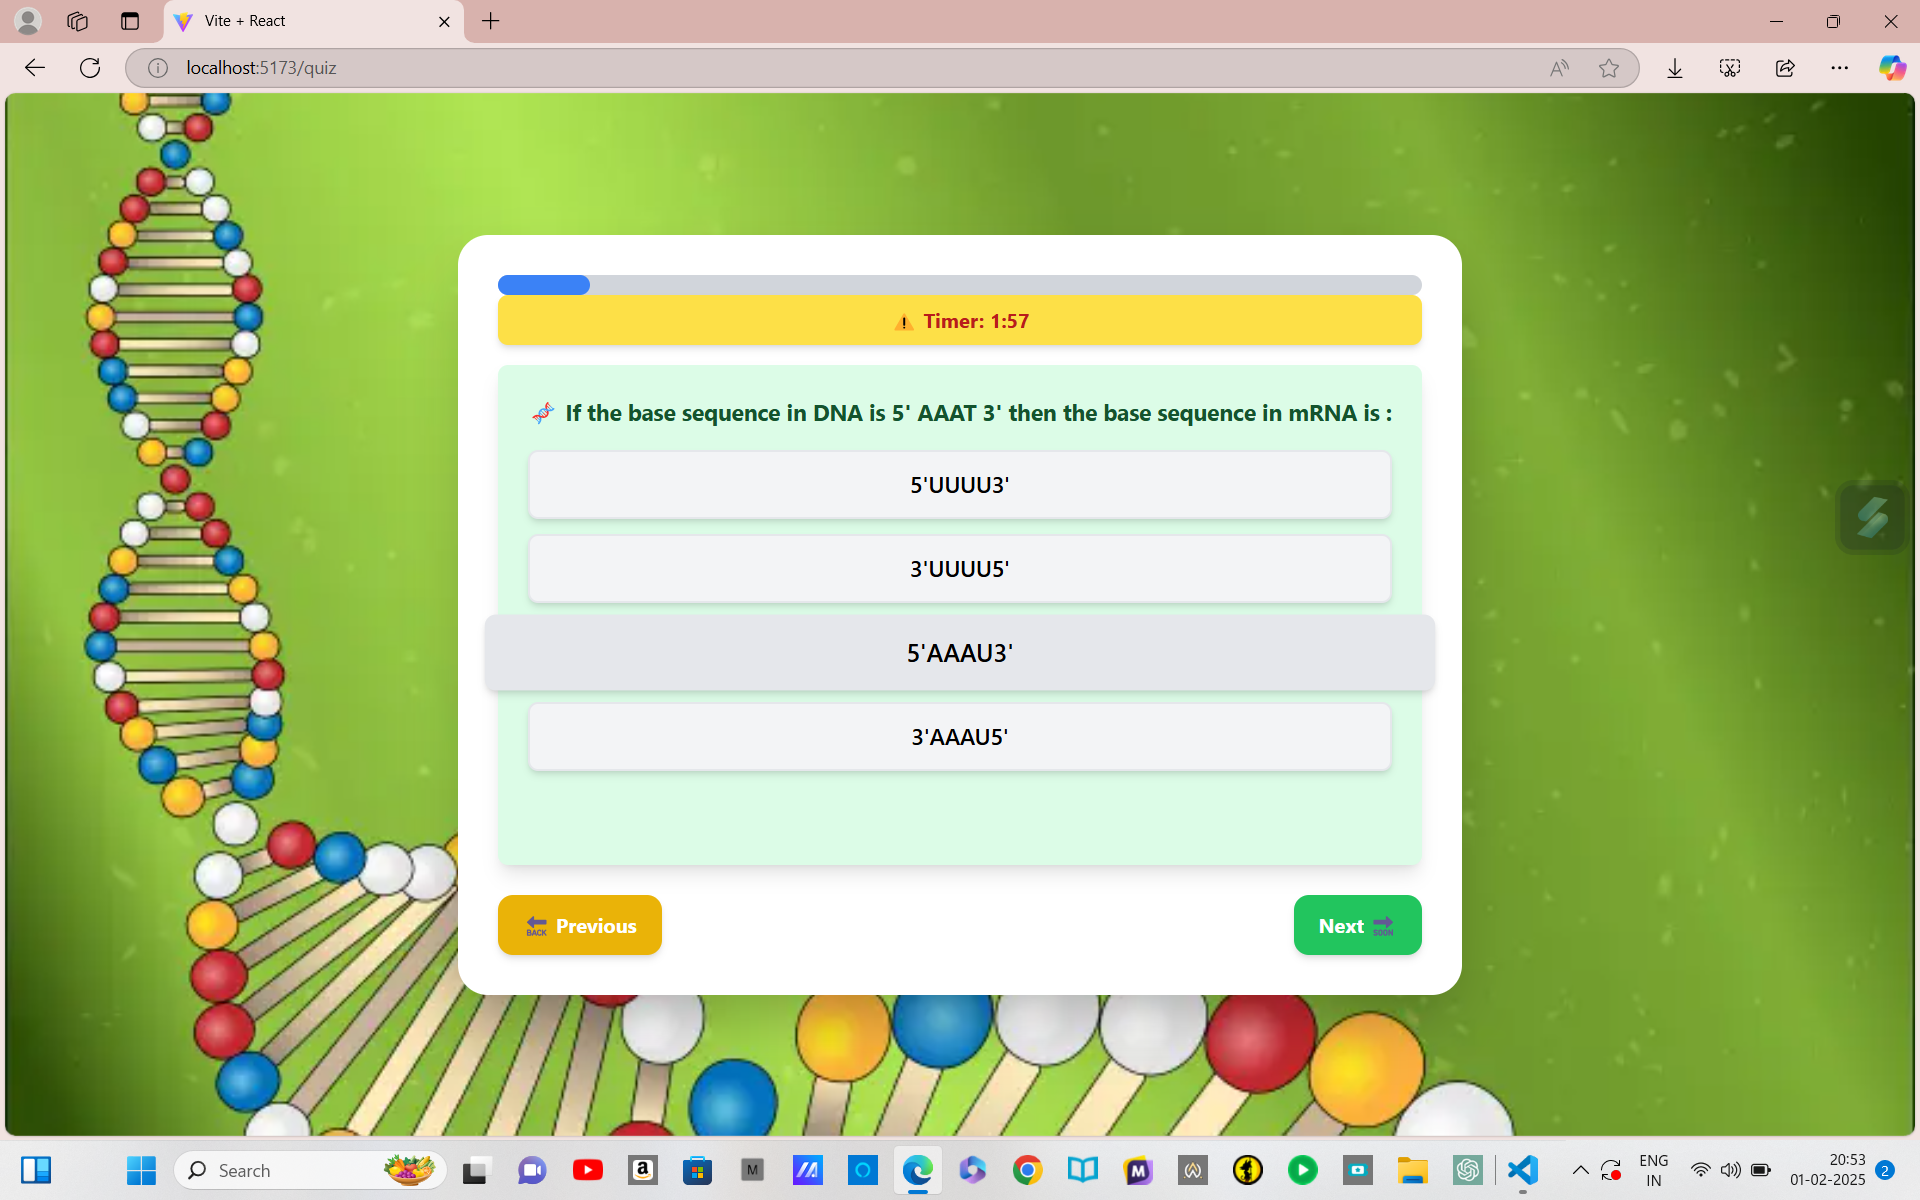 Vite + React
localhost:5173/quiz
Timer: 1:57
If the base sequence in DNA is 5' AAAT 3' then the base sequence in mRNA is :
5'UUUU3'
3'UUUU5'
5'AAAU3'
3'AAAU5'
BACK Previous
Next SOON
Search
ENG
IN
20:53
01-02-2025
2